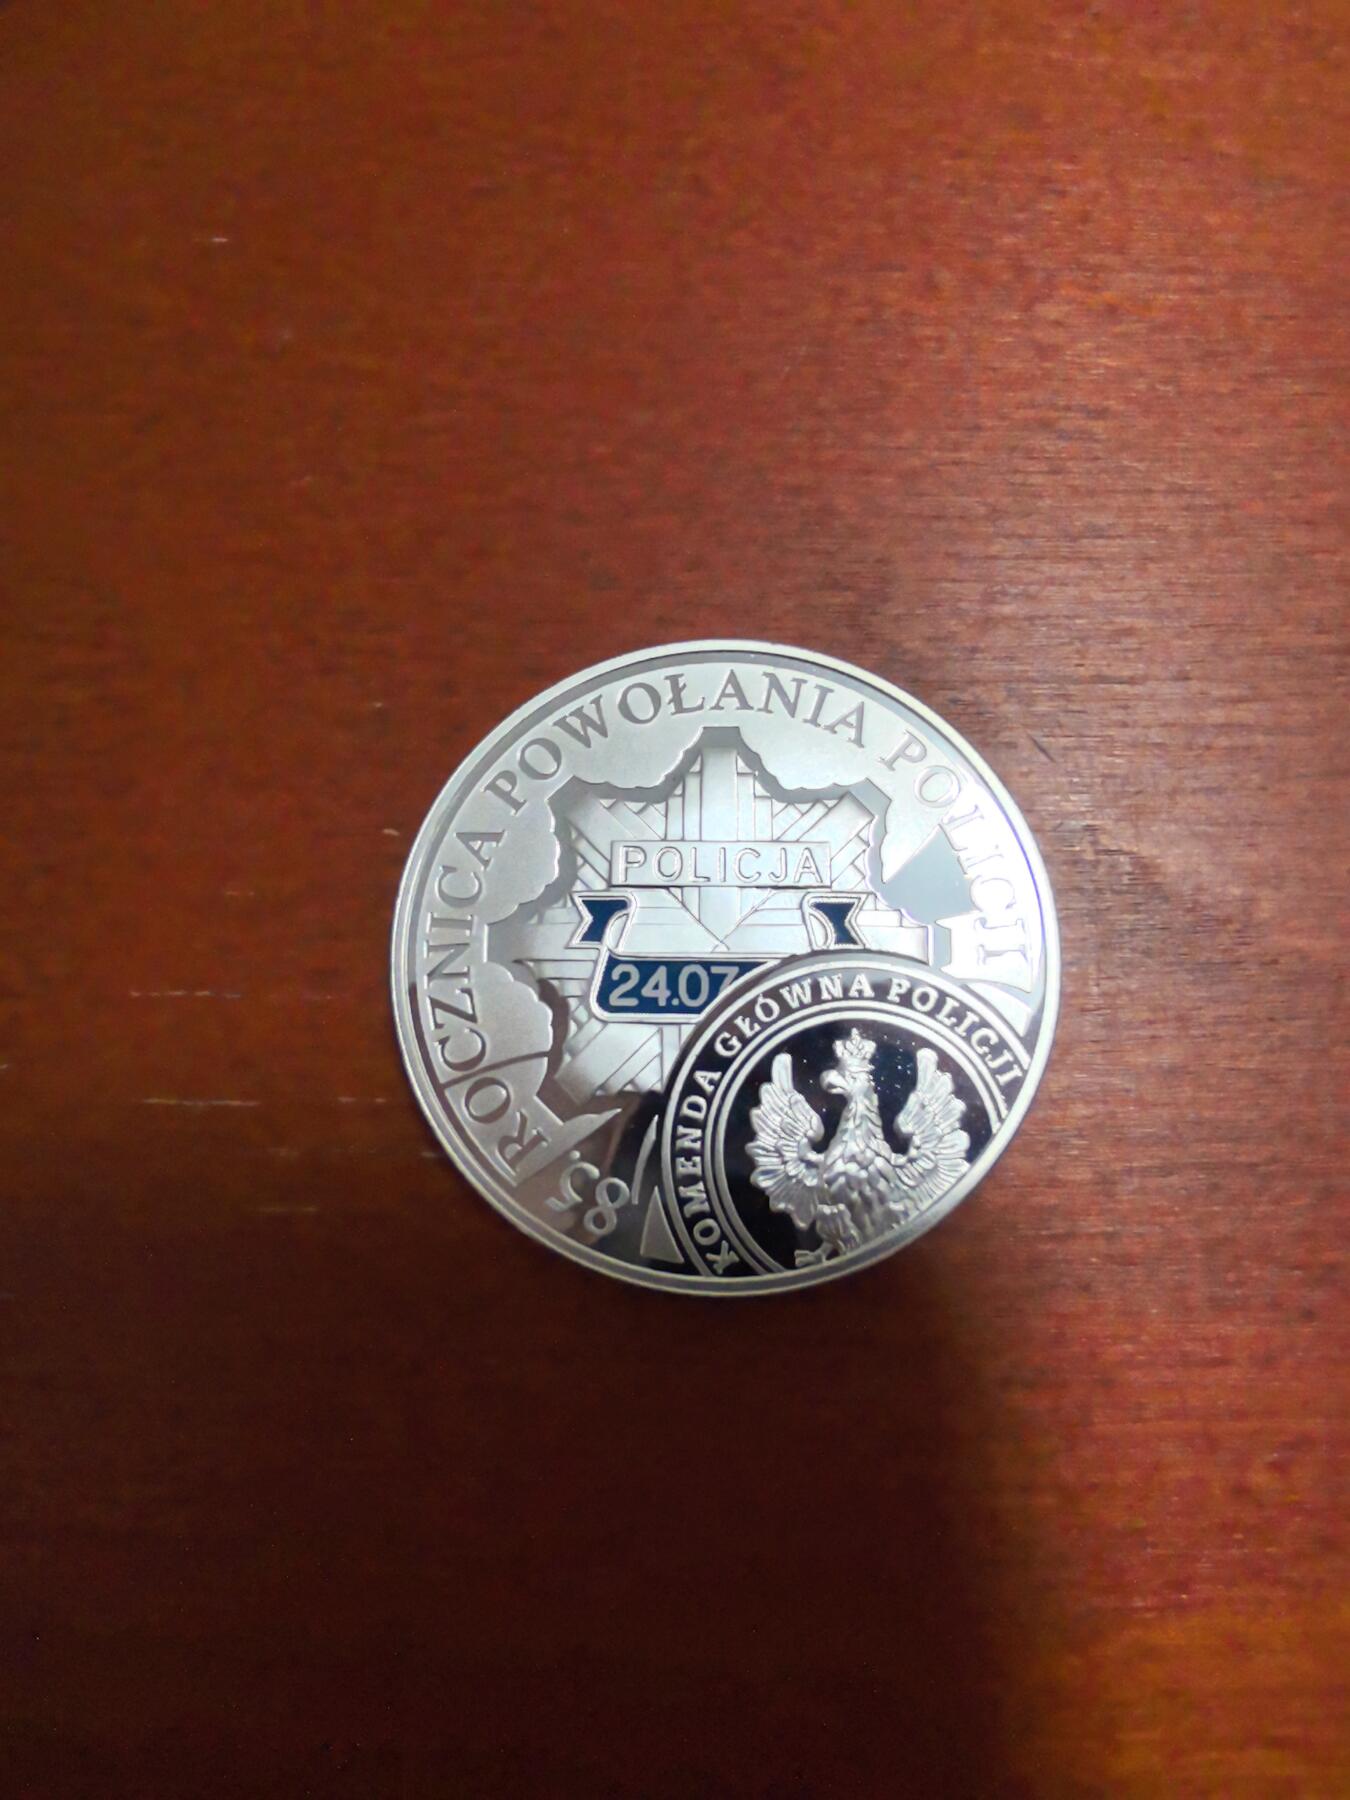 85. ROCZNICA POWOŁANIA POLICJI
POLICJA
24.07
KOMENDA GŁÓWNA POLICJI